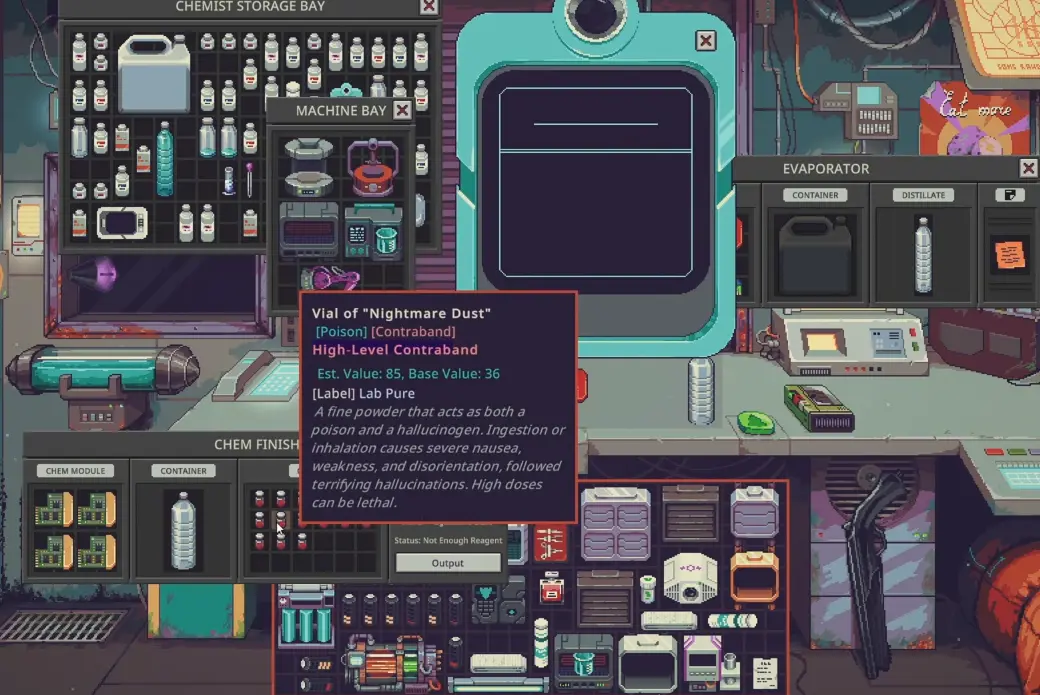 CHEMIST STORAGE BAY
MACHINE BAY
Eat more
EVAPORATOR
CONTAINER
DISTILLATE
Vial of "Nightmare Dust"
[Poison] [Contraband]
High-Level Contraband
Est. Value: 85, Base Value: 36
[Label] Lab Pure
A fine powder that acts as both a
poison and a hallucinogen. Ingestion or
inhalation causes severe nausea,
weakness, and disorientation, followed
terrifying hallucinations. High doses
can be lethal.
CHEM FINISH
CHEM MODULE
CONTAINER
Status: Not Enough Reagent
Output